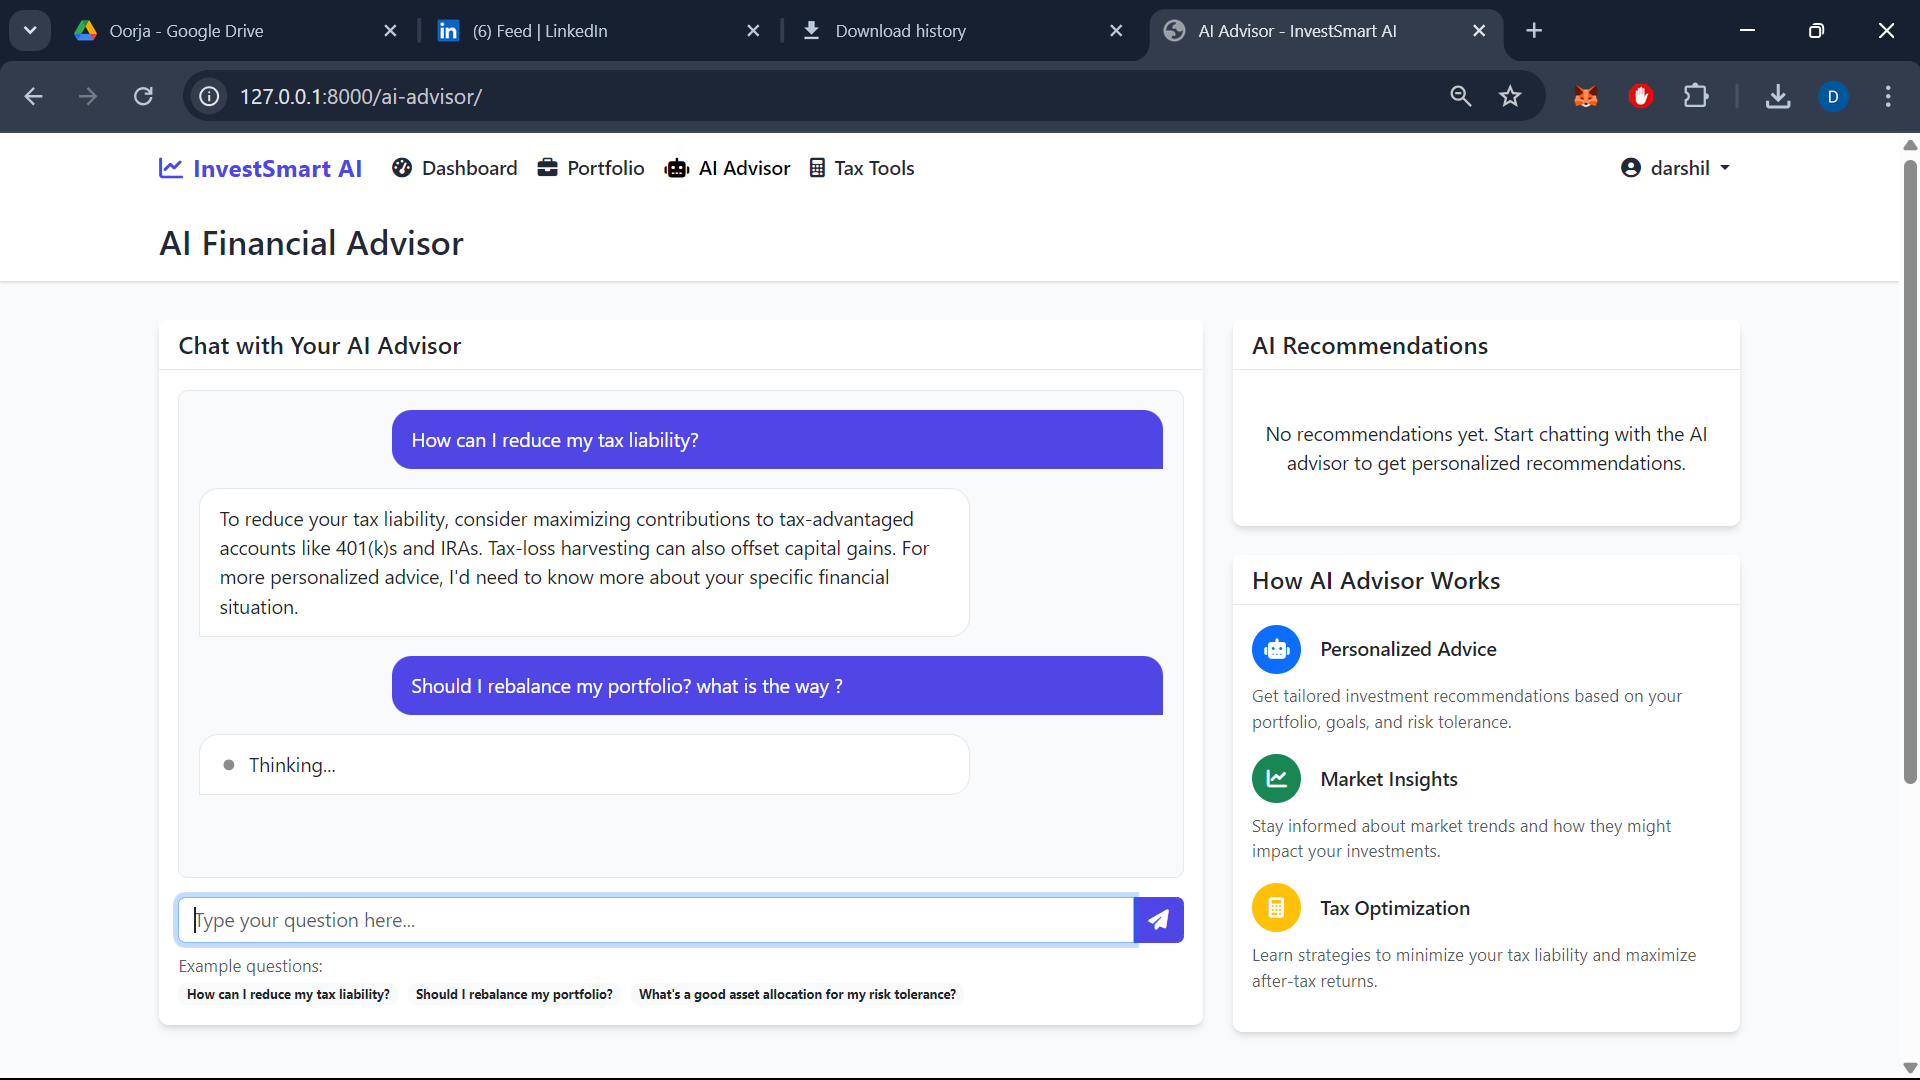 Oorja - Google Drive
(6) Feed | LinkedIn
Download history
AI Advisor - InvestSmart AI
127.0.0.1:8000/ai-advisor/
D
InvestSmart AI
Dashboard
Portfolio
AI Advisor
Tax Tools
darshil
AI Financial Advisor
Chat with Your AI Advisor
How can I reduce my tax liability?
To reduce your tax liability, consider maximizing contributions to tax-advantaged
accounts like 401(k)s and IRAs. Tax-loss harvesting can also offset capital gains. For
more personalized advice, I'd need to know more about your specific financial
situation.
Should I rebalance my portfolio? what is the way ?
Thinking...
Type your question here...
Example questions:
How can I reduce my tax liability?
Should I rebalance my portfolio?
What's a good asset allocation for my risk tolerance?
AI Recommendations
No recommendations yet. Start chatting with the AI
advisor to get personalized recommendations.
How AI Advisor Works
Personalized Advice
Get tailored investment recommendations based on your
portfolio, goals, and risk tolerance.
Market Insights
Stay informed about market trends and how they might
impact your investments.
Tax Optimization
Learn strategies to minimize your tax liability and maximize
after-tax returns.